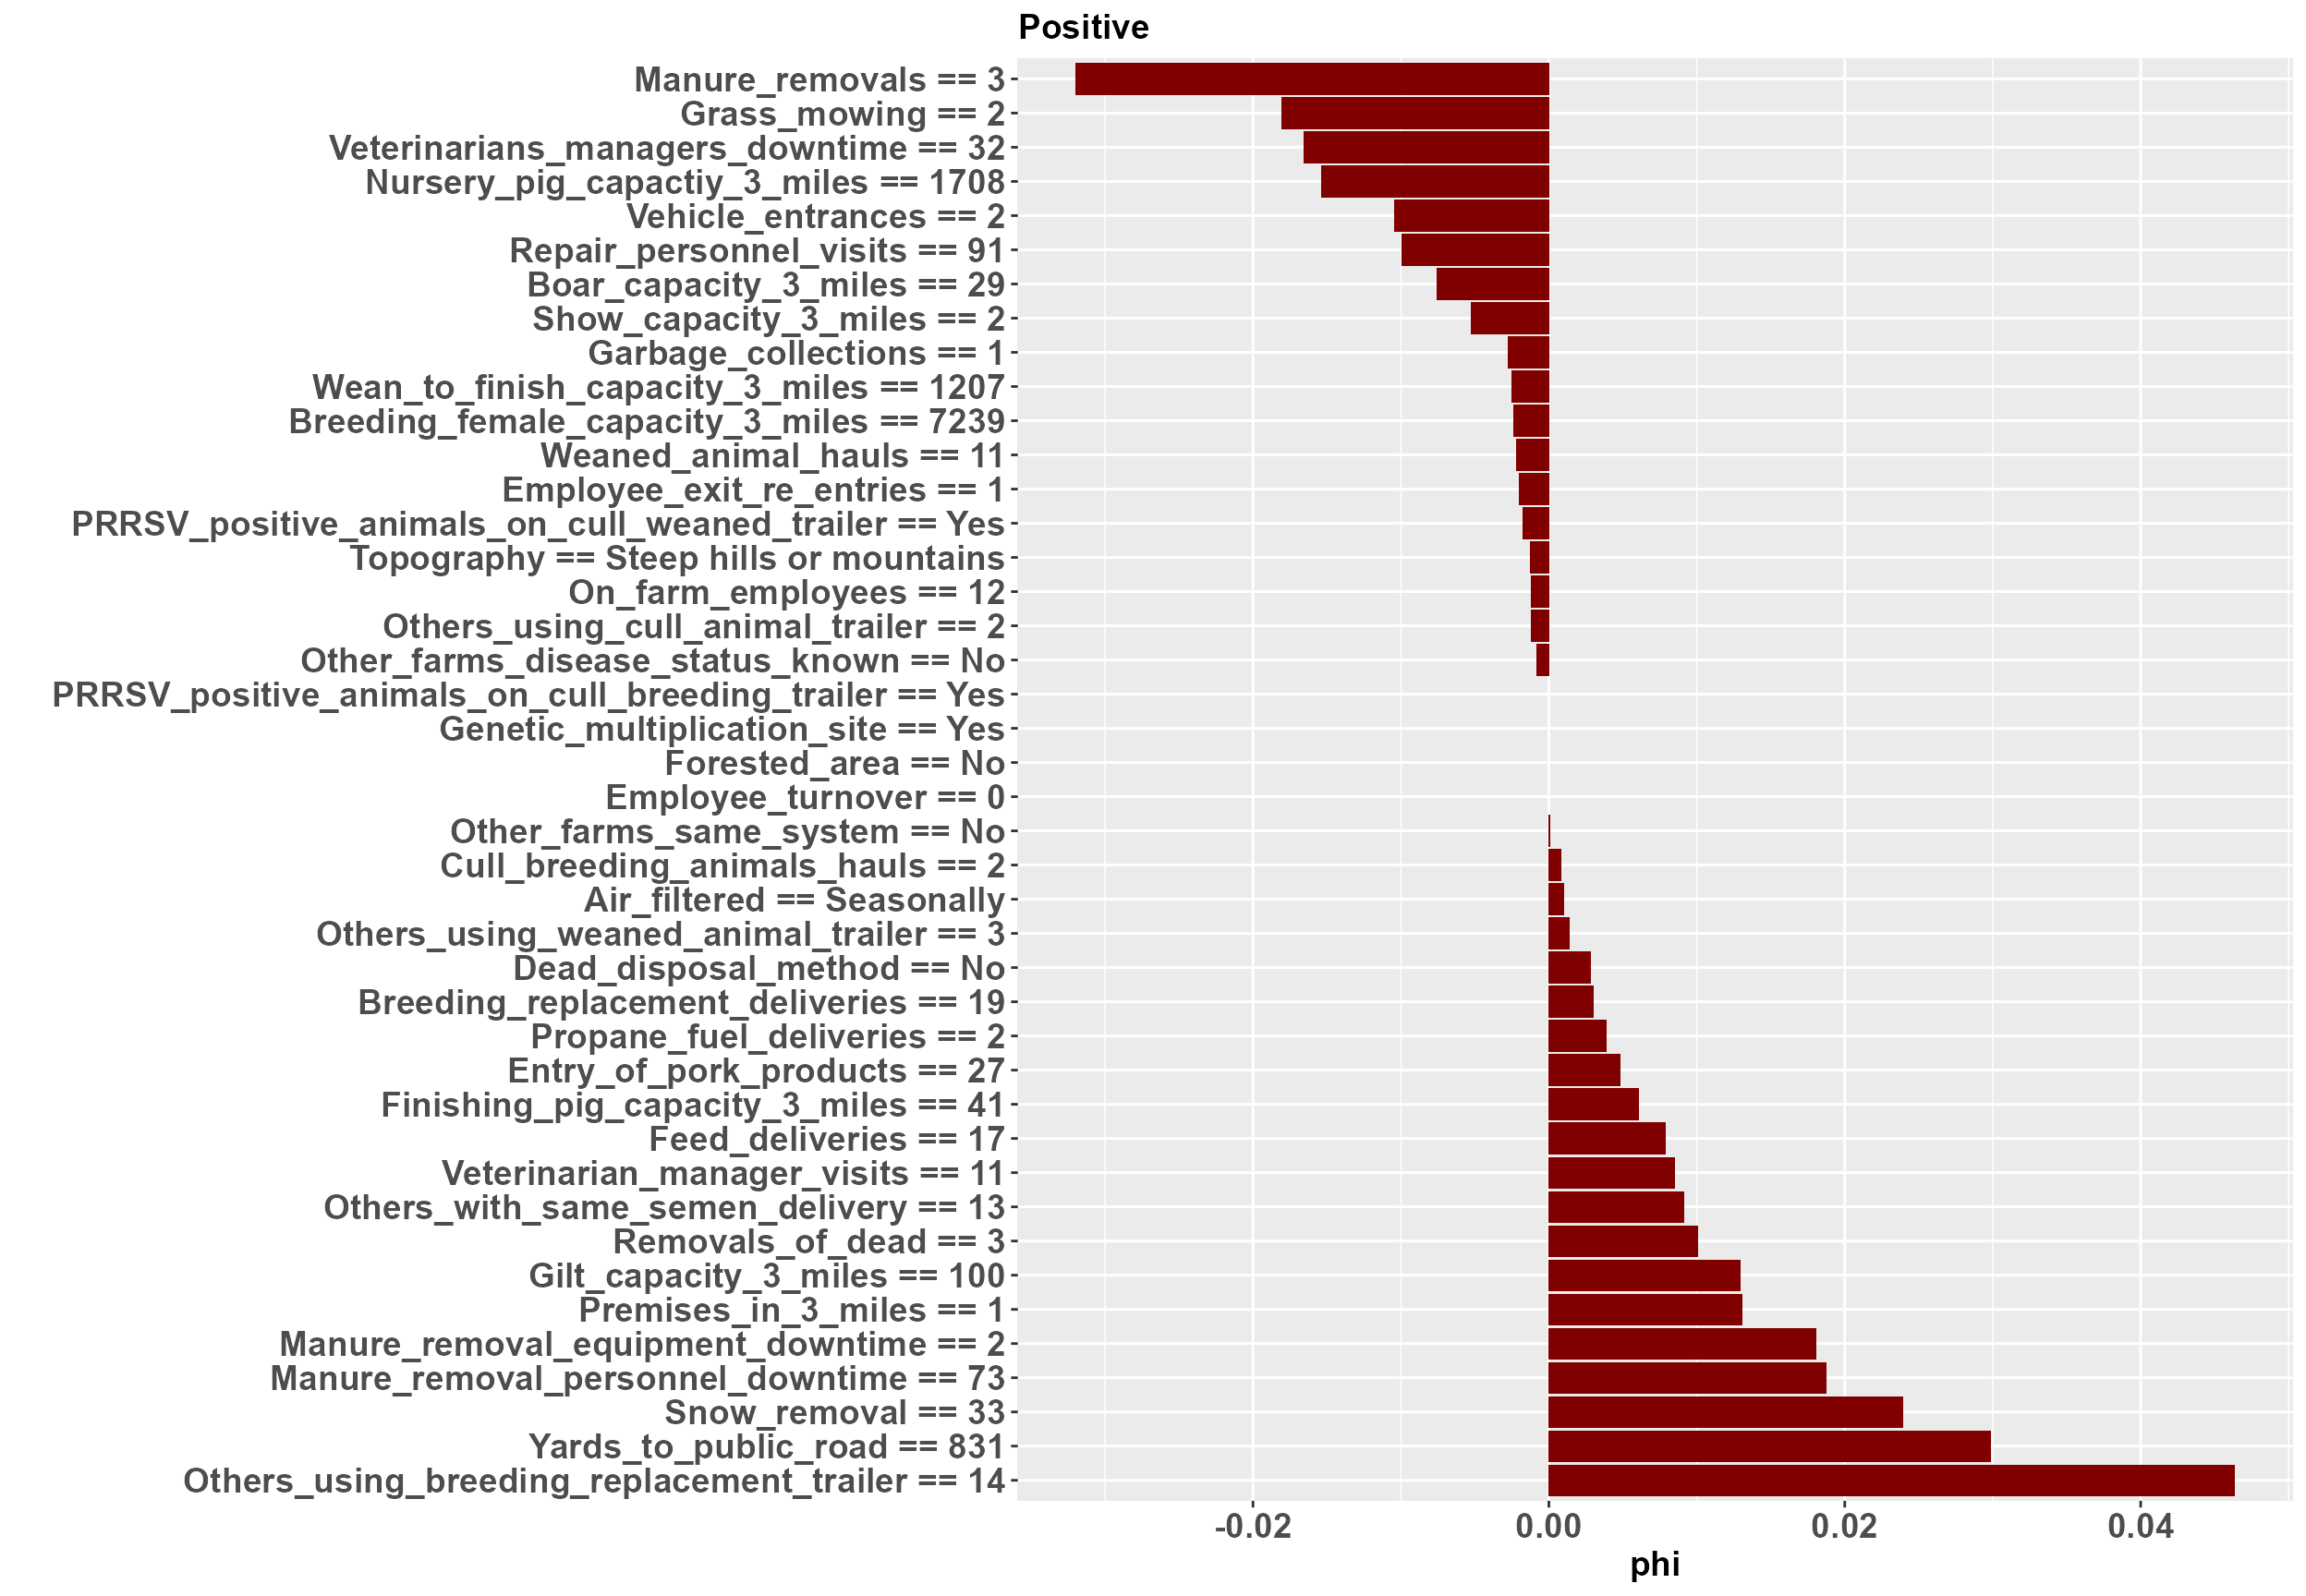 Positive
Manure_removals == 3
Grass_mowing == 2
Veterinarians_managers_downtime == 32
Nursery_pig_capactiy_3_miles == 1708
Vehicle_entrances == 2
Repair_personnel_visits == 91
Boar_capacity_3_miles == 29
Show_capacity_3_miles == 2
Garbage_collections == 1
Wean_to_finish_capacity_3_miles == 1207
Breeding_female_capacity_3_miles == 7239
Weaned_animal_hauls == 11
Employee_exit_re_entries == 1
PRRSV_positive_animals_on_cull_weaned_trailer == Yes
Topography == Steep hills or mountains
On_farm_employees == 12
Others_using_cull_animal_trailer == 2
Other_farms_disease_status_known == No
PRRSV_positive_animals_on_cull_breeding_trailer == Yes
Genetic_multiplication_site == Yes
Forested_area == No
Employee_turnover == 0
Other_farms_same_system == No
Cull_breeding_animals_hauls == 2
Air_filtered == Seasonally
Others_using_weaned_animal_trailer == 3
Dead_disposal_method == No
Breeding_replacement_deliveries == 19
Propane_fuel_deliveries == 2
Entry_of_pork_products == 27
Finishing_pig_capacity_3_miles == 41
Feed_deliveries == 17
Veterinarian_manager_visits == 11
Others_with_same_semen_delivery == 13
Removals_of_dead == 3
Gilt_capacity_3_miles == 100
Premises_in_3_miles == 1
Manure_removal_equipment_downtime == 2
Manure_removal_personnel_downtime == 73
Snow_removal == 33
Yards_to_public_road == 831
Others_using_breeding_replacement_trailer == 14
-0.02 0.00 0.02 0.04
phi